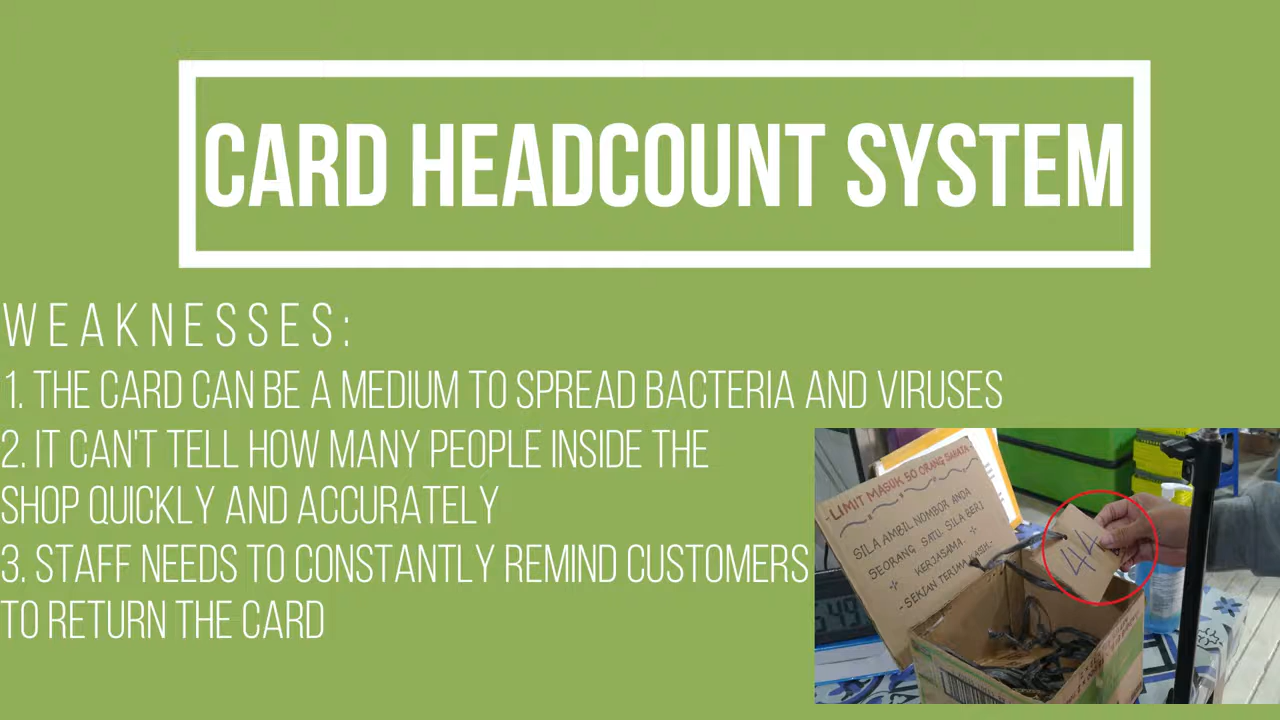 CARD HEADCOUNT SYSTEM
WEAKNESSES:
1. THE CARD CAN BE A MEDIUM TO SPREAD BACTERIA AND VIRUSES
2. IT CAN'T TELL HOW MANY PEOPLE INSIDE THE
SHOP QUICKLY AND ACCURATELY
3. STAFF NEEDS TO CONSTANTLY REMIND CUSTOMERS
TO RETURN THE CARD
-LIMIT MASUK 50 ORANG SAHAJA-
SILA AMBIL NOMBOR ANDA
SEORANG SATU. SILA BERI
KERJASAMA.
-SEKIAN TERIMA KASIH-
44